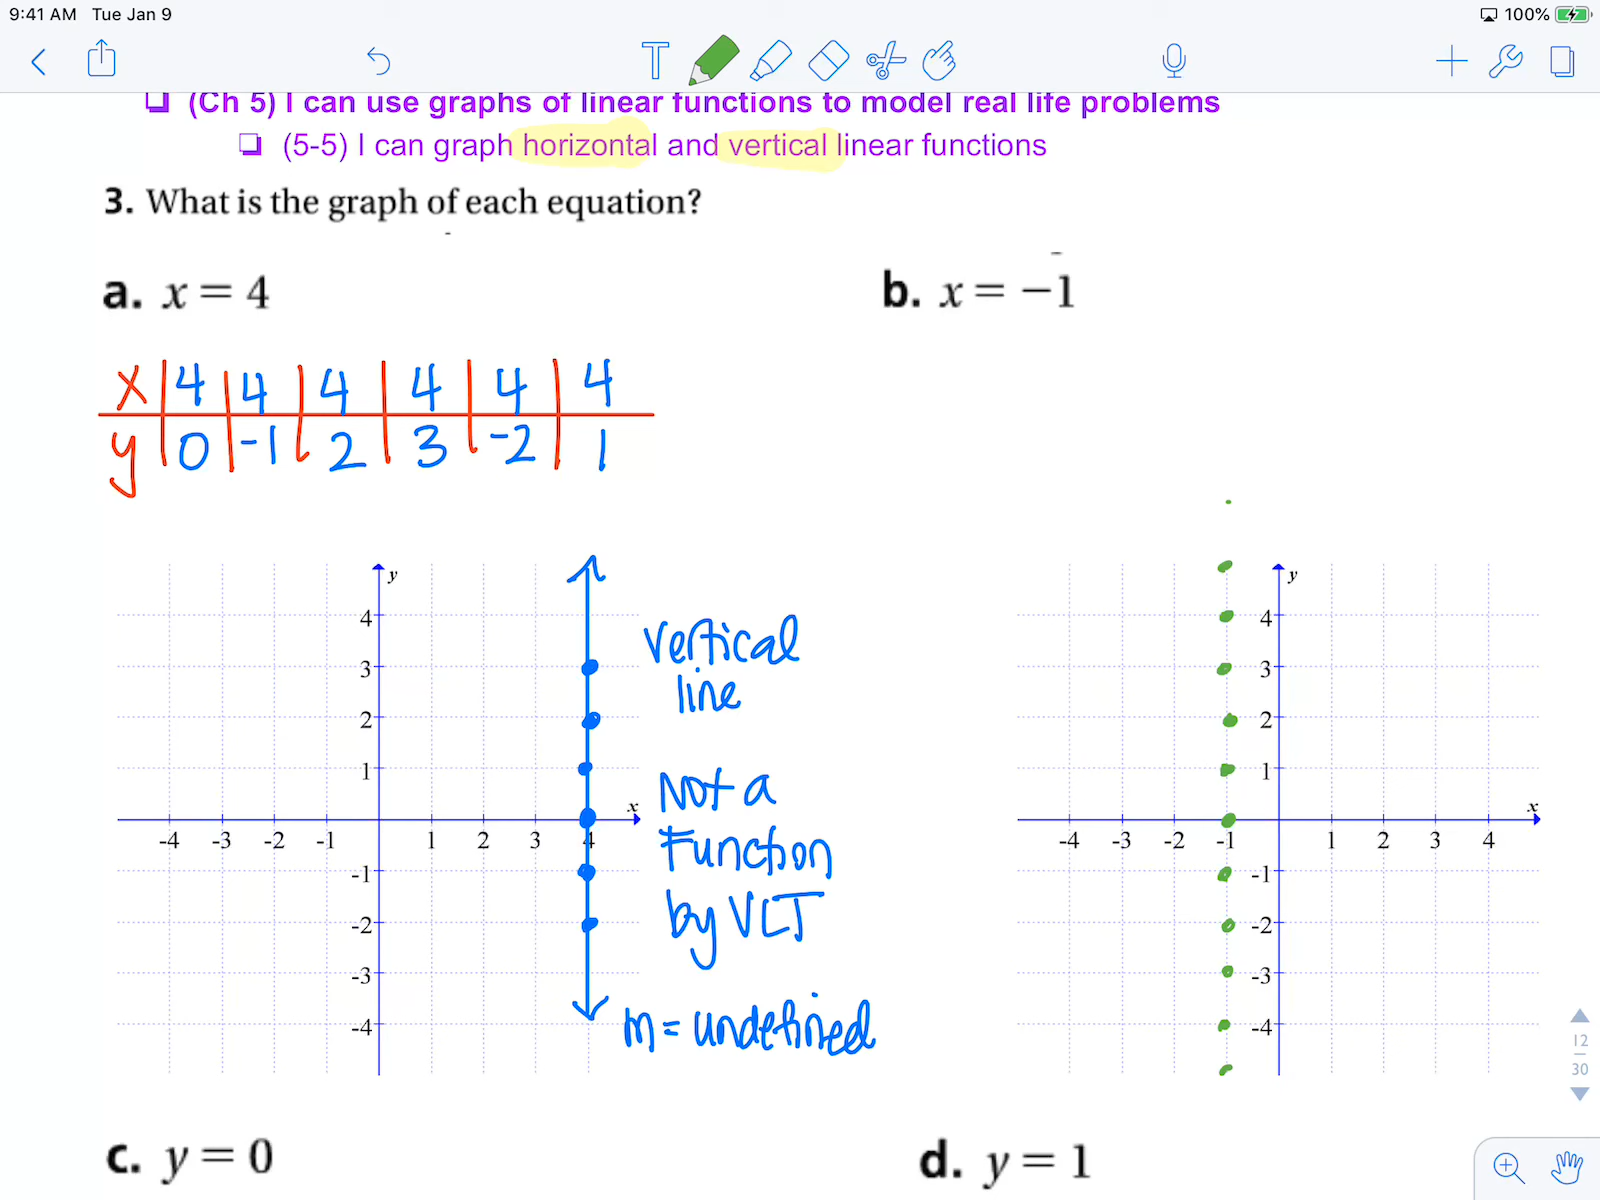 9:41 AM Tue Jan 9 100%
(Ch 5) I can use graphs of linear functions to model real life problems
(5-5) I can graph horizontal and vertical linear functions
3. What is the graph of each equation?
a. x = 4
b. x = −1
x 4 4 4 4 4 4
y 0 -1 2 3 -2 1
y
4
3
2
1
x
-4 -3 -2 -1 1 2 3 4
-1
-2
-3
-4
Vertical
line
Not a
Function
by VLT
m = undefined
y
4
3
2
1
x
-4 -3 -2 -1 1 2 3 4
-1
-2
-3
-4
12
30
c. y = 0
d. y = 1